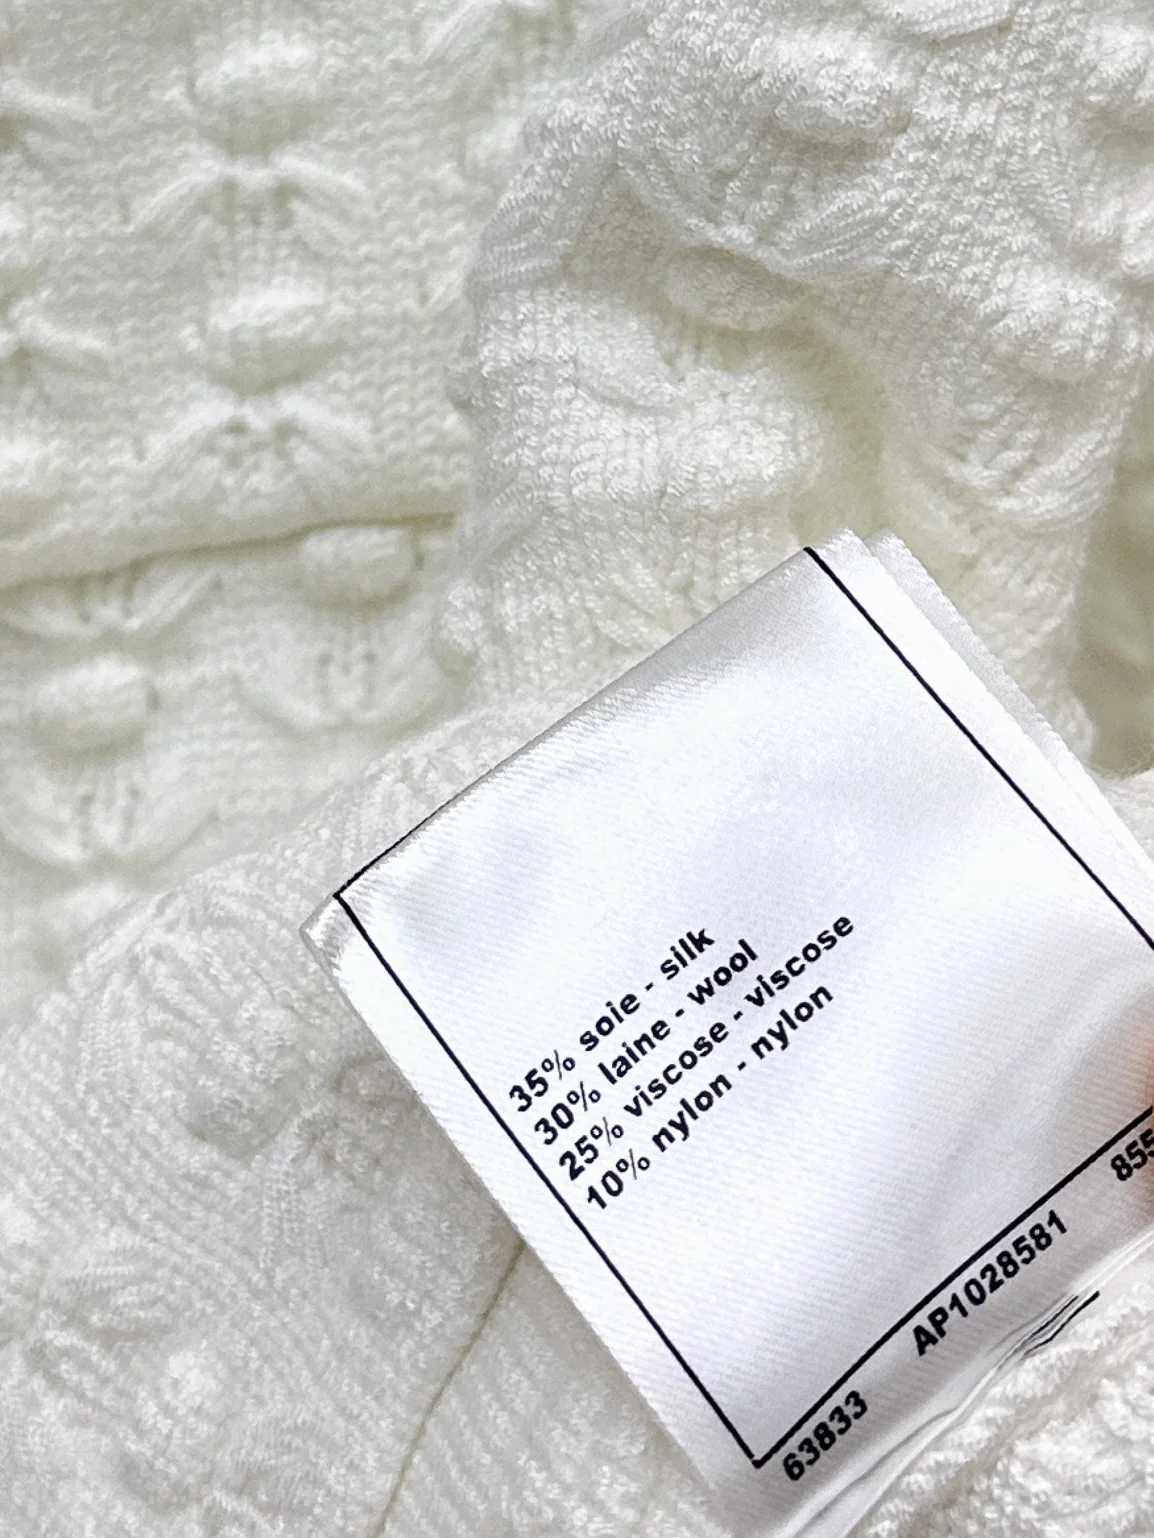 35% soie - silk
30% laine - wool
25% viscose - viscose
10% nylon - nylon
63833 AP1028581